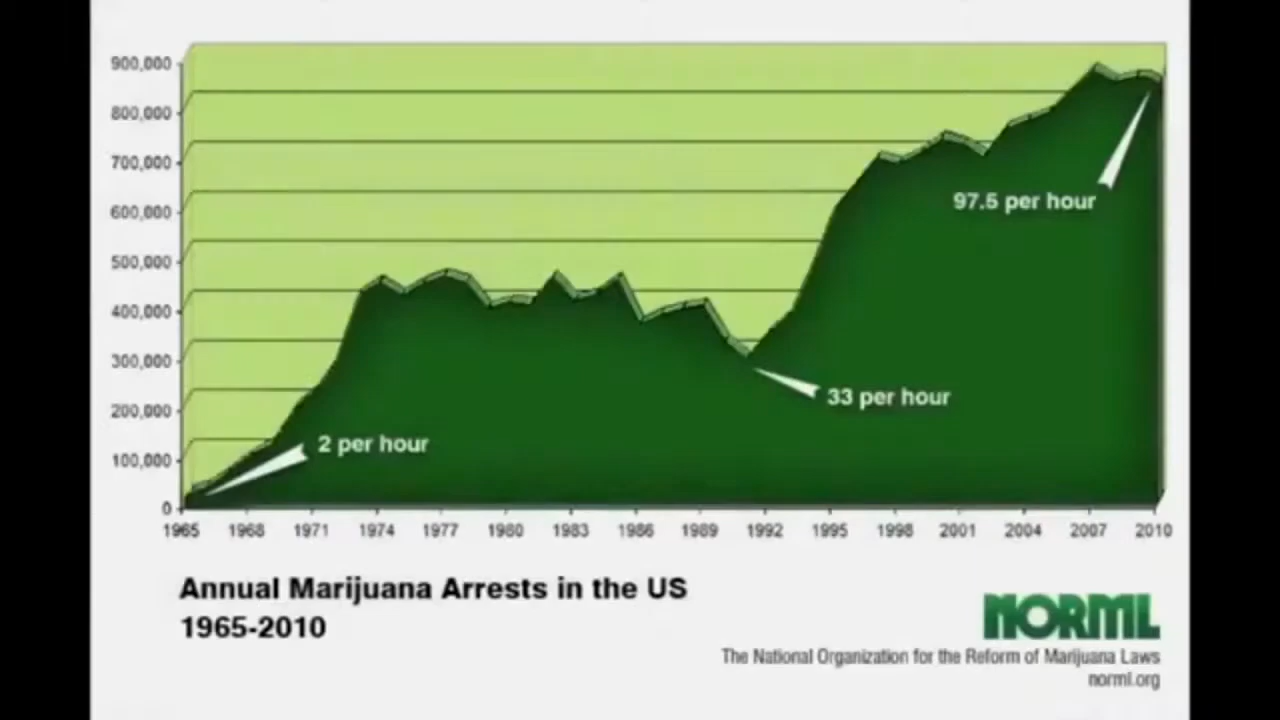 900,000
800,000
700,000
600,000
500,000
400,000
300,000
200,000
100,000
0
1965 1968 1971 1974 1977 1980 1983 1986 1989 1992 1995 1998 2001 2004 2007 2010
97.5 per hour
33 per hour
2 per hour
Annual Marijuana Arrests in the US
1965-2010
NORML
The National Organization for the Reform of Marijuana Laws
norml.org